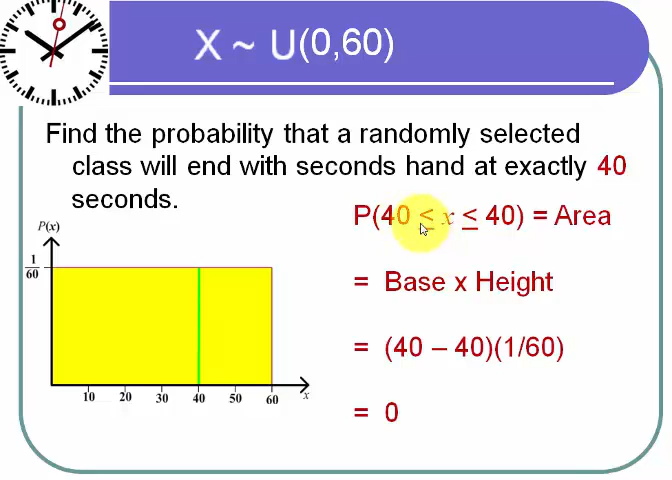 X ~ U(0,60)
Find the probability that a randomly selected
class will end with seconds hand at exactly 40
seconds.
P(40 ≤ x ≤ 40) = Area
= Base x Height
= (40 – 40)(1/60)
= 0
P(x)
1
60
10 20 30 40 50 60 x